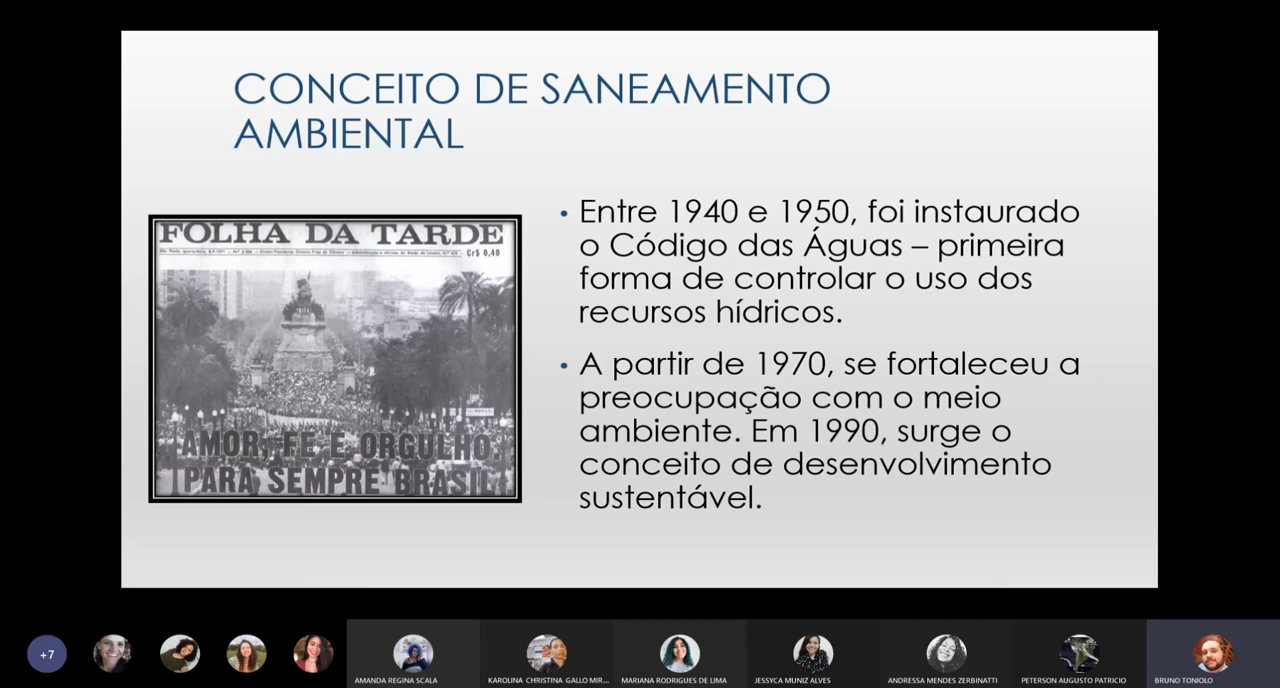 CONCEITO DE SANEAMENTO
AMBIENTAL
FOLHA DA TARDE
Cr$ 0,40
AMOR, FÉ E ORGULHO.
PARA SEMPRE BRASIL!
• Entre 1940 e 1950, foi instaurado
o Código das Águas – primeira
forma de controlar o uso dos
recursos hídricos.
• A partir de 1970, se fortaleceu a
preocupação com o meio
ambiente. Em 1990, surge o
conceito de desenvolvimento
sustentável.
+7
AMANDA REGINA SCALA
KAROLINA CHRISTINA GALLO MIR...
MARIANA RODRIGUES DE LIMA
JESSYCA MUNIZ ALVES
ANDRESSA MENDES ZERBINATTI
PETERSON AUGUSTO PATRICIO
BRUNO TONIOLO